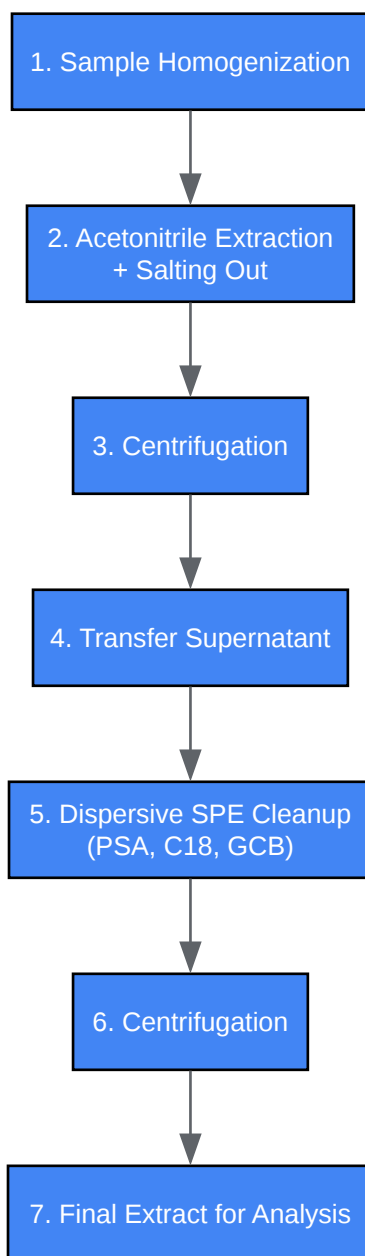 1. Sample Homogenization
2. Acetonitrile Extraction
+ Salting Out
3. Centrifugation
4. Transfer Supernatant
5. Dispersive SPE Cleanup
(PSA, C18, GCB)
6. Centrifugation
7. Final Extract for Analysis